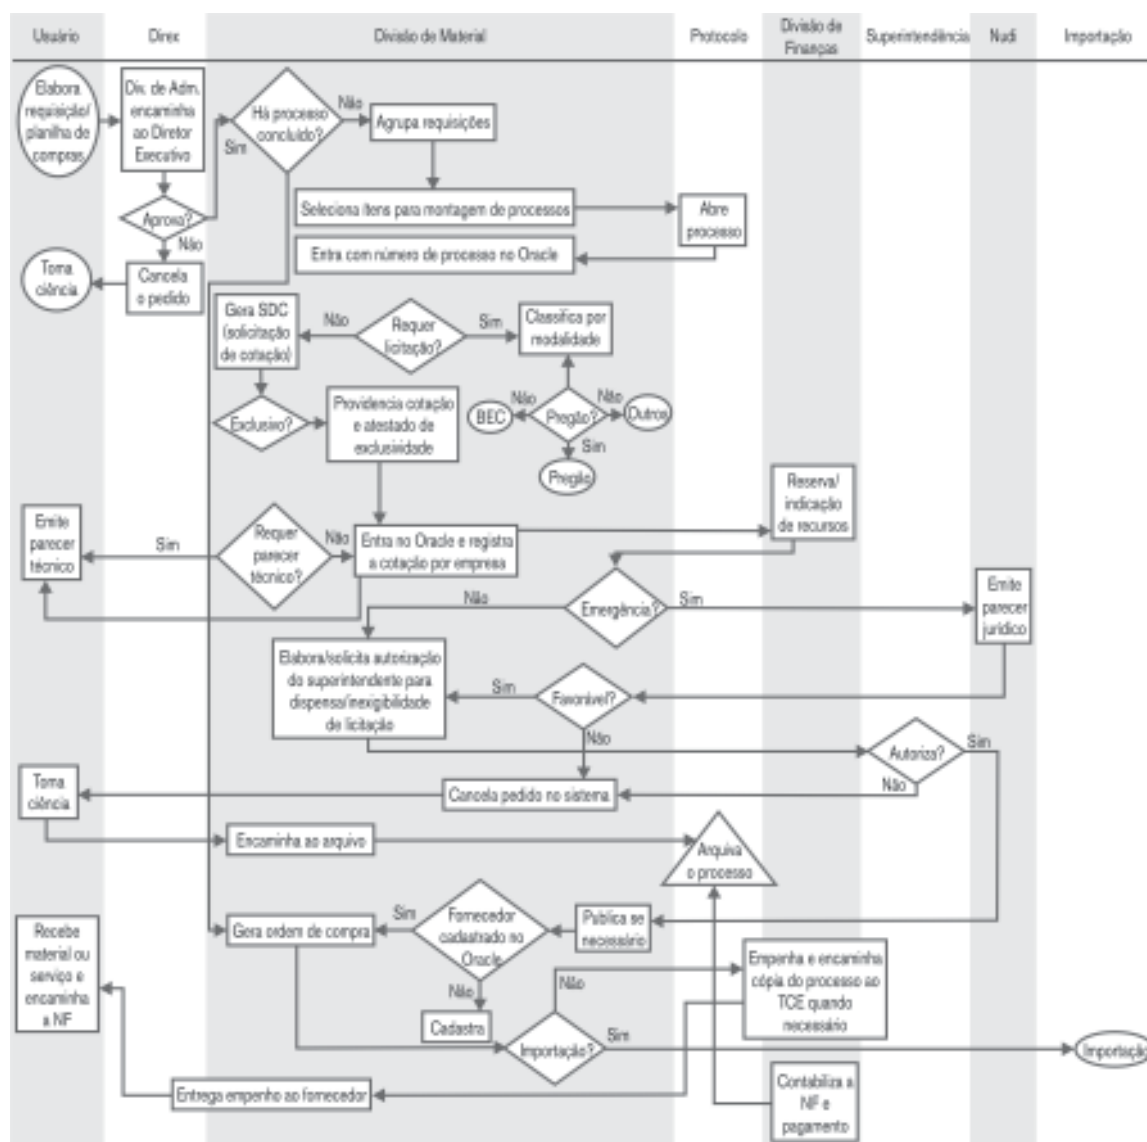 Usuário
Direx
Divisão de Material
Protocolo
Divisão de
Finanças
Superintendência
Nudi
Importação
Elabora
requisição/
planilha de
compras
Div. de Adm.
encaminha
ao Diretor
Executivo
Há processo
concluído?
Não
Sim
Agrupa requisições
Seleciona ítens para montagem de processos
Abre
processo
Aprova?
Não
Entra com número de processo no Oracle
Toma
ciência
Cancela
o pedido
Gera SDC
(solicitação
de cotação)
Não
Requer
licitação?
Sim
Classifica por
modalidade
Exclusivo?
Providencia cotação
e atestado de
exclusividade
Não
Não
BEC
Pregão?
Outros
Sim
Pregão
Reserva/
indicação
de recursos
Emite
parecer
técnico
Sim
Requer
parecer
técnico?
Não
Entra no Oracle e registra
a cotação por empresa
Não
Emergência?
Sim
Emite
parecer
jurídico
Elabora/solicita autorização
do superintendente para
dispensa/inexigibilidade
de licitação
Sim
Favorável?
Não
Autoriza?
Sim
Não
Toma
ciência
Cancela pedido no sistema
Encaminha ao arquivo
Arquiva
o processo
Recebe
material ou
serviço e
encaminha
a NF
Gera ordem de compra
Sim
Fornecedor
cadastrado no
Oracle
Publica se
necessário
Não
Cadastra
Empenha e encaminha
cópia do processo ao
TCE quando
necessário
Não
Importação?
Sim
Importação
Entrega empenho ao fornecedor
Contabiliza a
NF e
pagamento